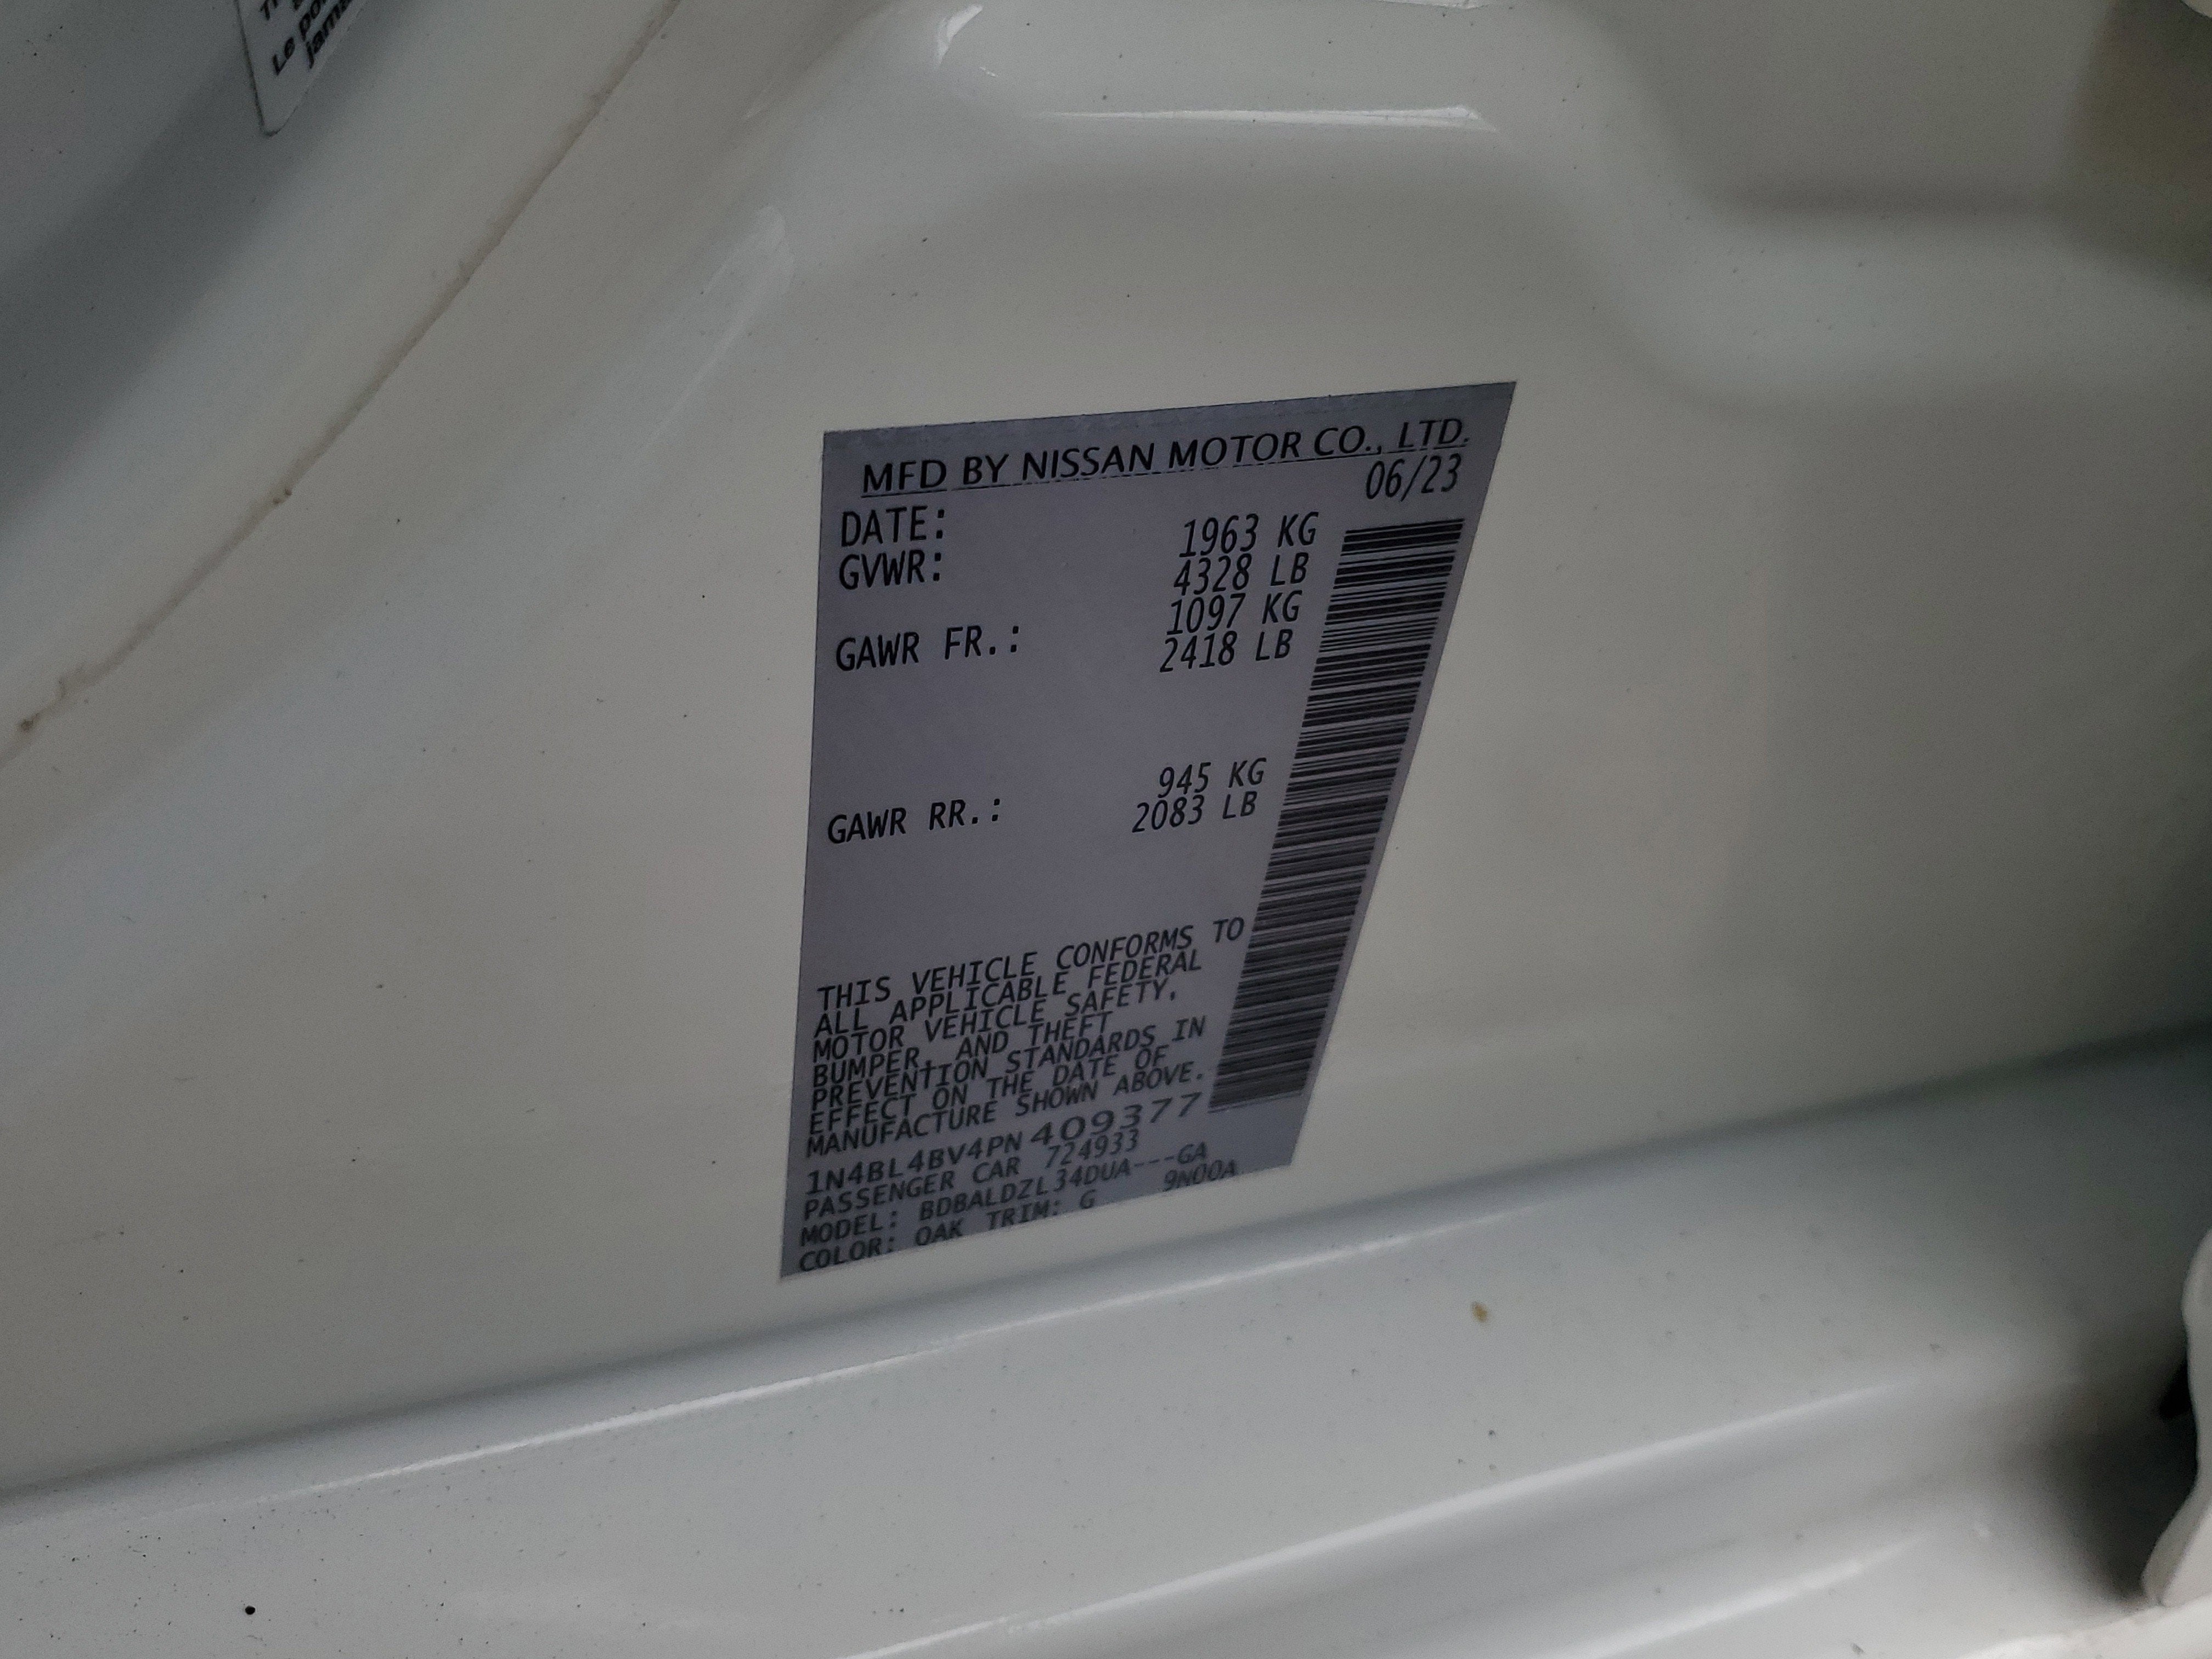 Le po
jama
MFD BY NISSAN MOTOR CO., LTD.
DATE: 06/23
GVWR: 1963 KG
4328 LB
GAWR FR.: 1097 KG
2418 LB
GAWR RR.: 945 KG
2083 LB
THIS VEHICLE CONFORMS TO
ALL APPLICABLE FEDERAL
MOTOR VEHICLE SAFETY,
BUMPER, AND THEFT
PREVENTION STANDARDS IN
EFFECT ON THE DATE OF
MANUFACTURE SHOWN ABOVE.
1N4BL4BV4PN409377
PASSENGER CAR 724933
MODEL: BDBALDZL34DUA---GA
COLOR: QAK TRIM: G 9N00A